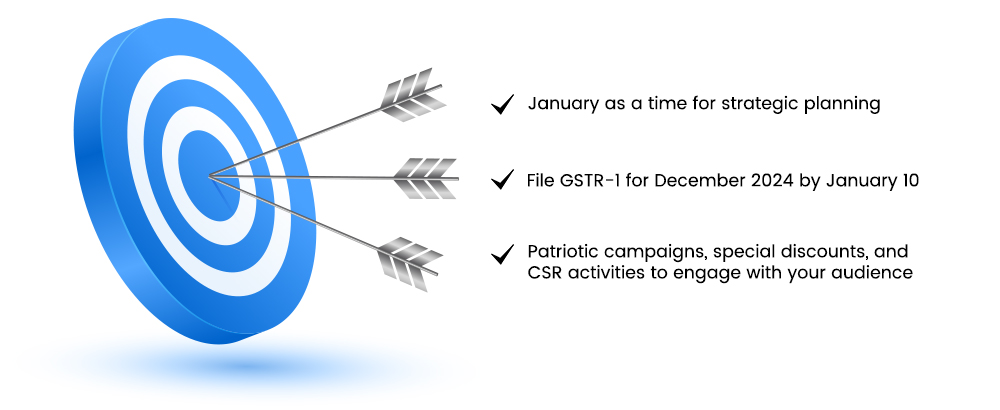 January as a time for strategic planning
File GSTR-1 for December 2024 by January 10
Patriotic campaigns, special discounts, and
CSR activities to engage with your audience